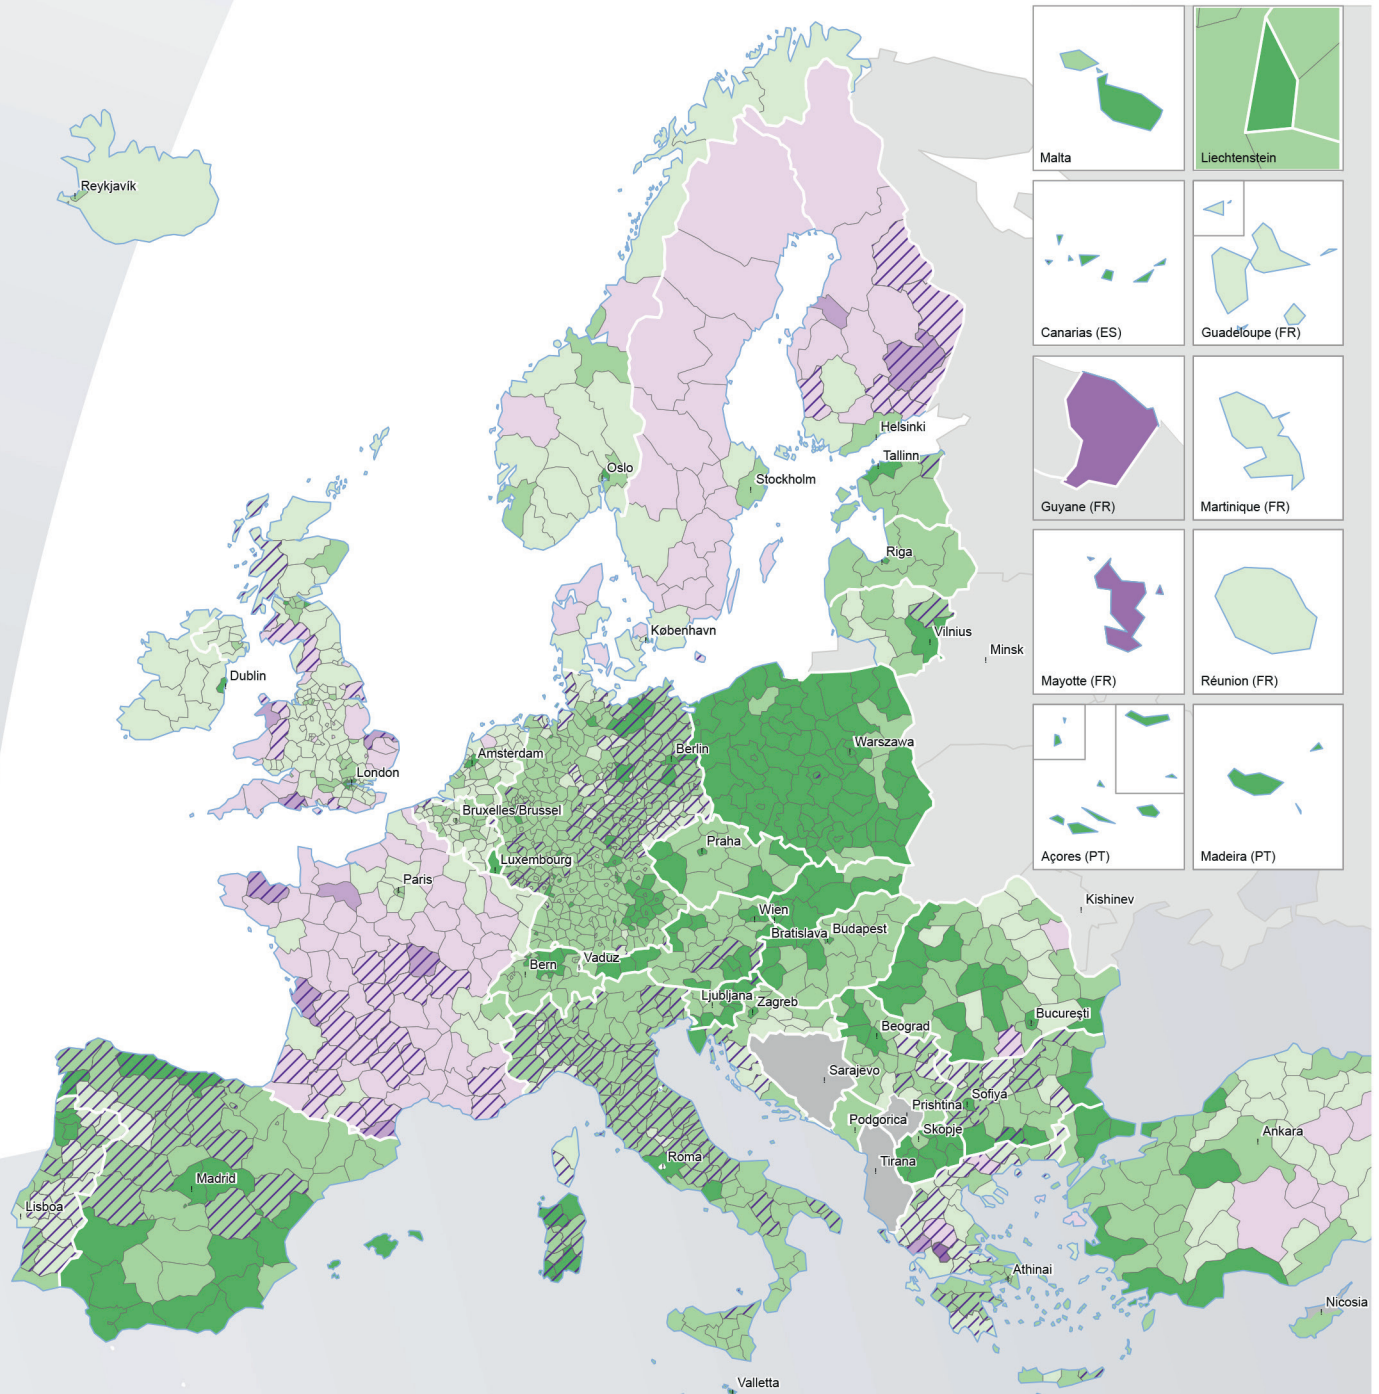 Reykjavík
Malta
Liechtenstein
Canarias (ES)
Guadeloupe (FR)
Guyane (FR)
Martinique (FR)
Mayotte (FR)
Réunion (FR)
Açores (PT)
Madeira (PT)
Helsinki
Tallinn
Oslo
Stockholm
Riga
København
Vilnius
Minsk
Dublin
Amsterdam
Berlin
Warszawa
London
Bruxelles/Brussel
Praha
Luxembourg
Paris
Kishinev
Wien
Bratislava
Budapest
Bern
Vaduz
Ljubljana
Zagreb
Bucureşti
Beograd
Sarajevo
Sofiya
Prishtina
Podgorica
Skopje
Ankara
Roma
Tirana
Madrid
Lisboa
Athinai
Nicosia
Valletta